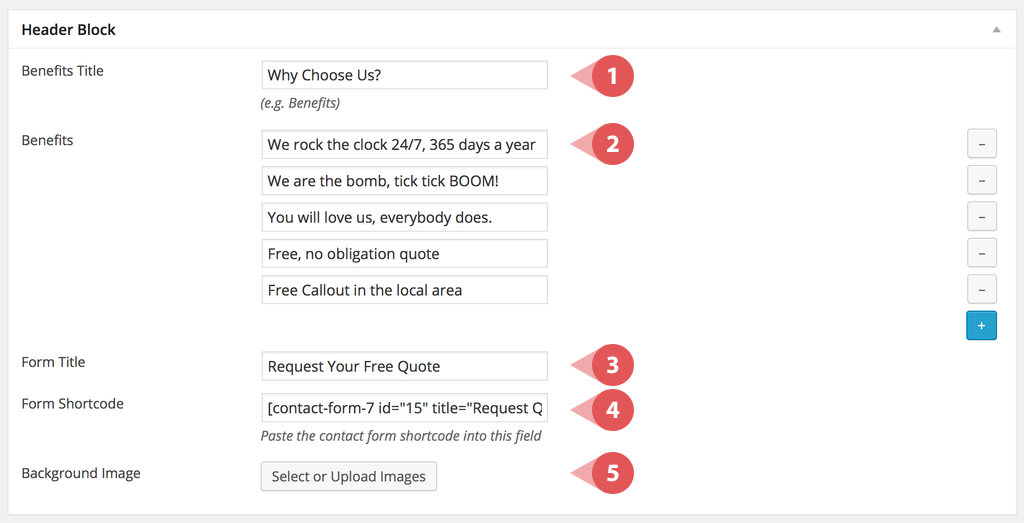 Header Block
Benefits Title
Why Choose Us?
1
(e.g. Benefits)
Benefits
We rock the clock 24/7, 365 days a year
2
–
We are the bomb, tick tick BOOM!
–
You will love us, everybody does.
–
Free, no obligation quote
–
Free Callout in the local area
–
+
Form Title
Request Your Free Quote
3
Form Shortcode
[contact-form-7 id="15" title="Request Q
4
Paste the contact form shortcode into this field
Background Image
Select or Upload Images
5